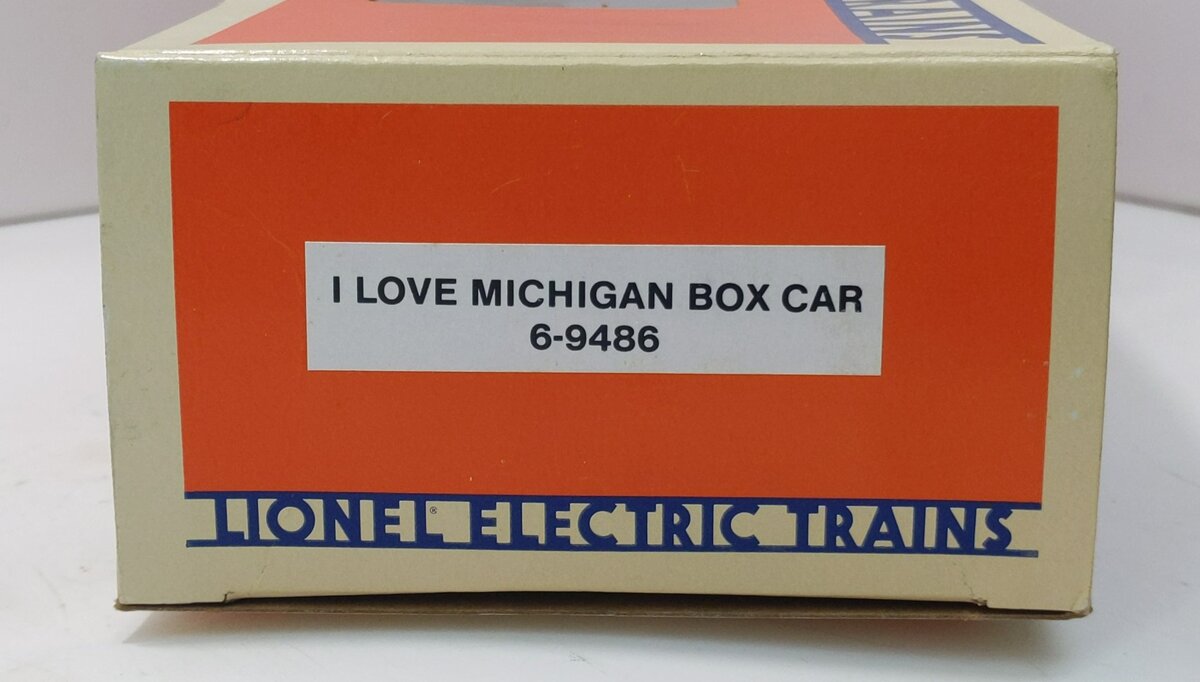 I LOVE MICHIGAN BOX CAR
6-9486
LIONEL® ELECTRIC TRAINS